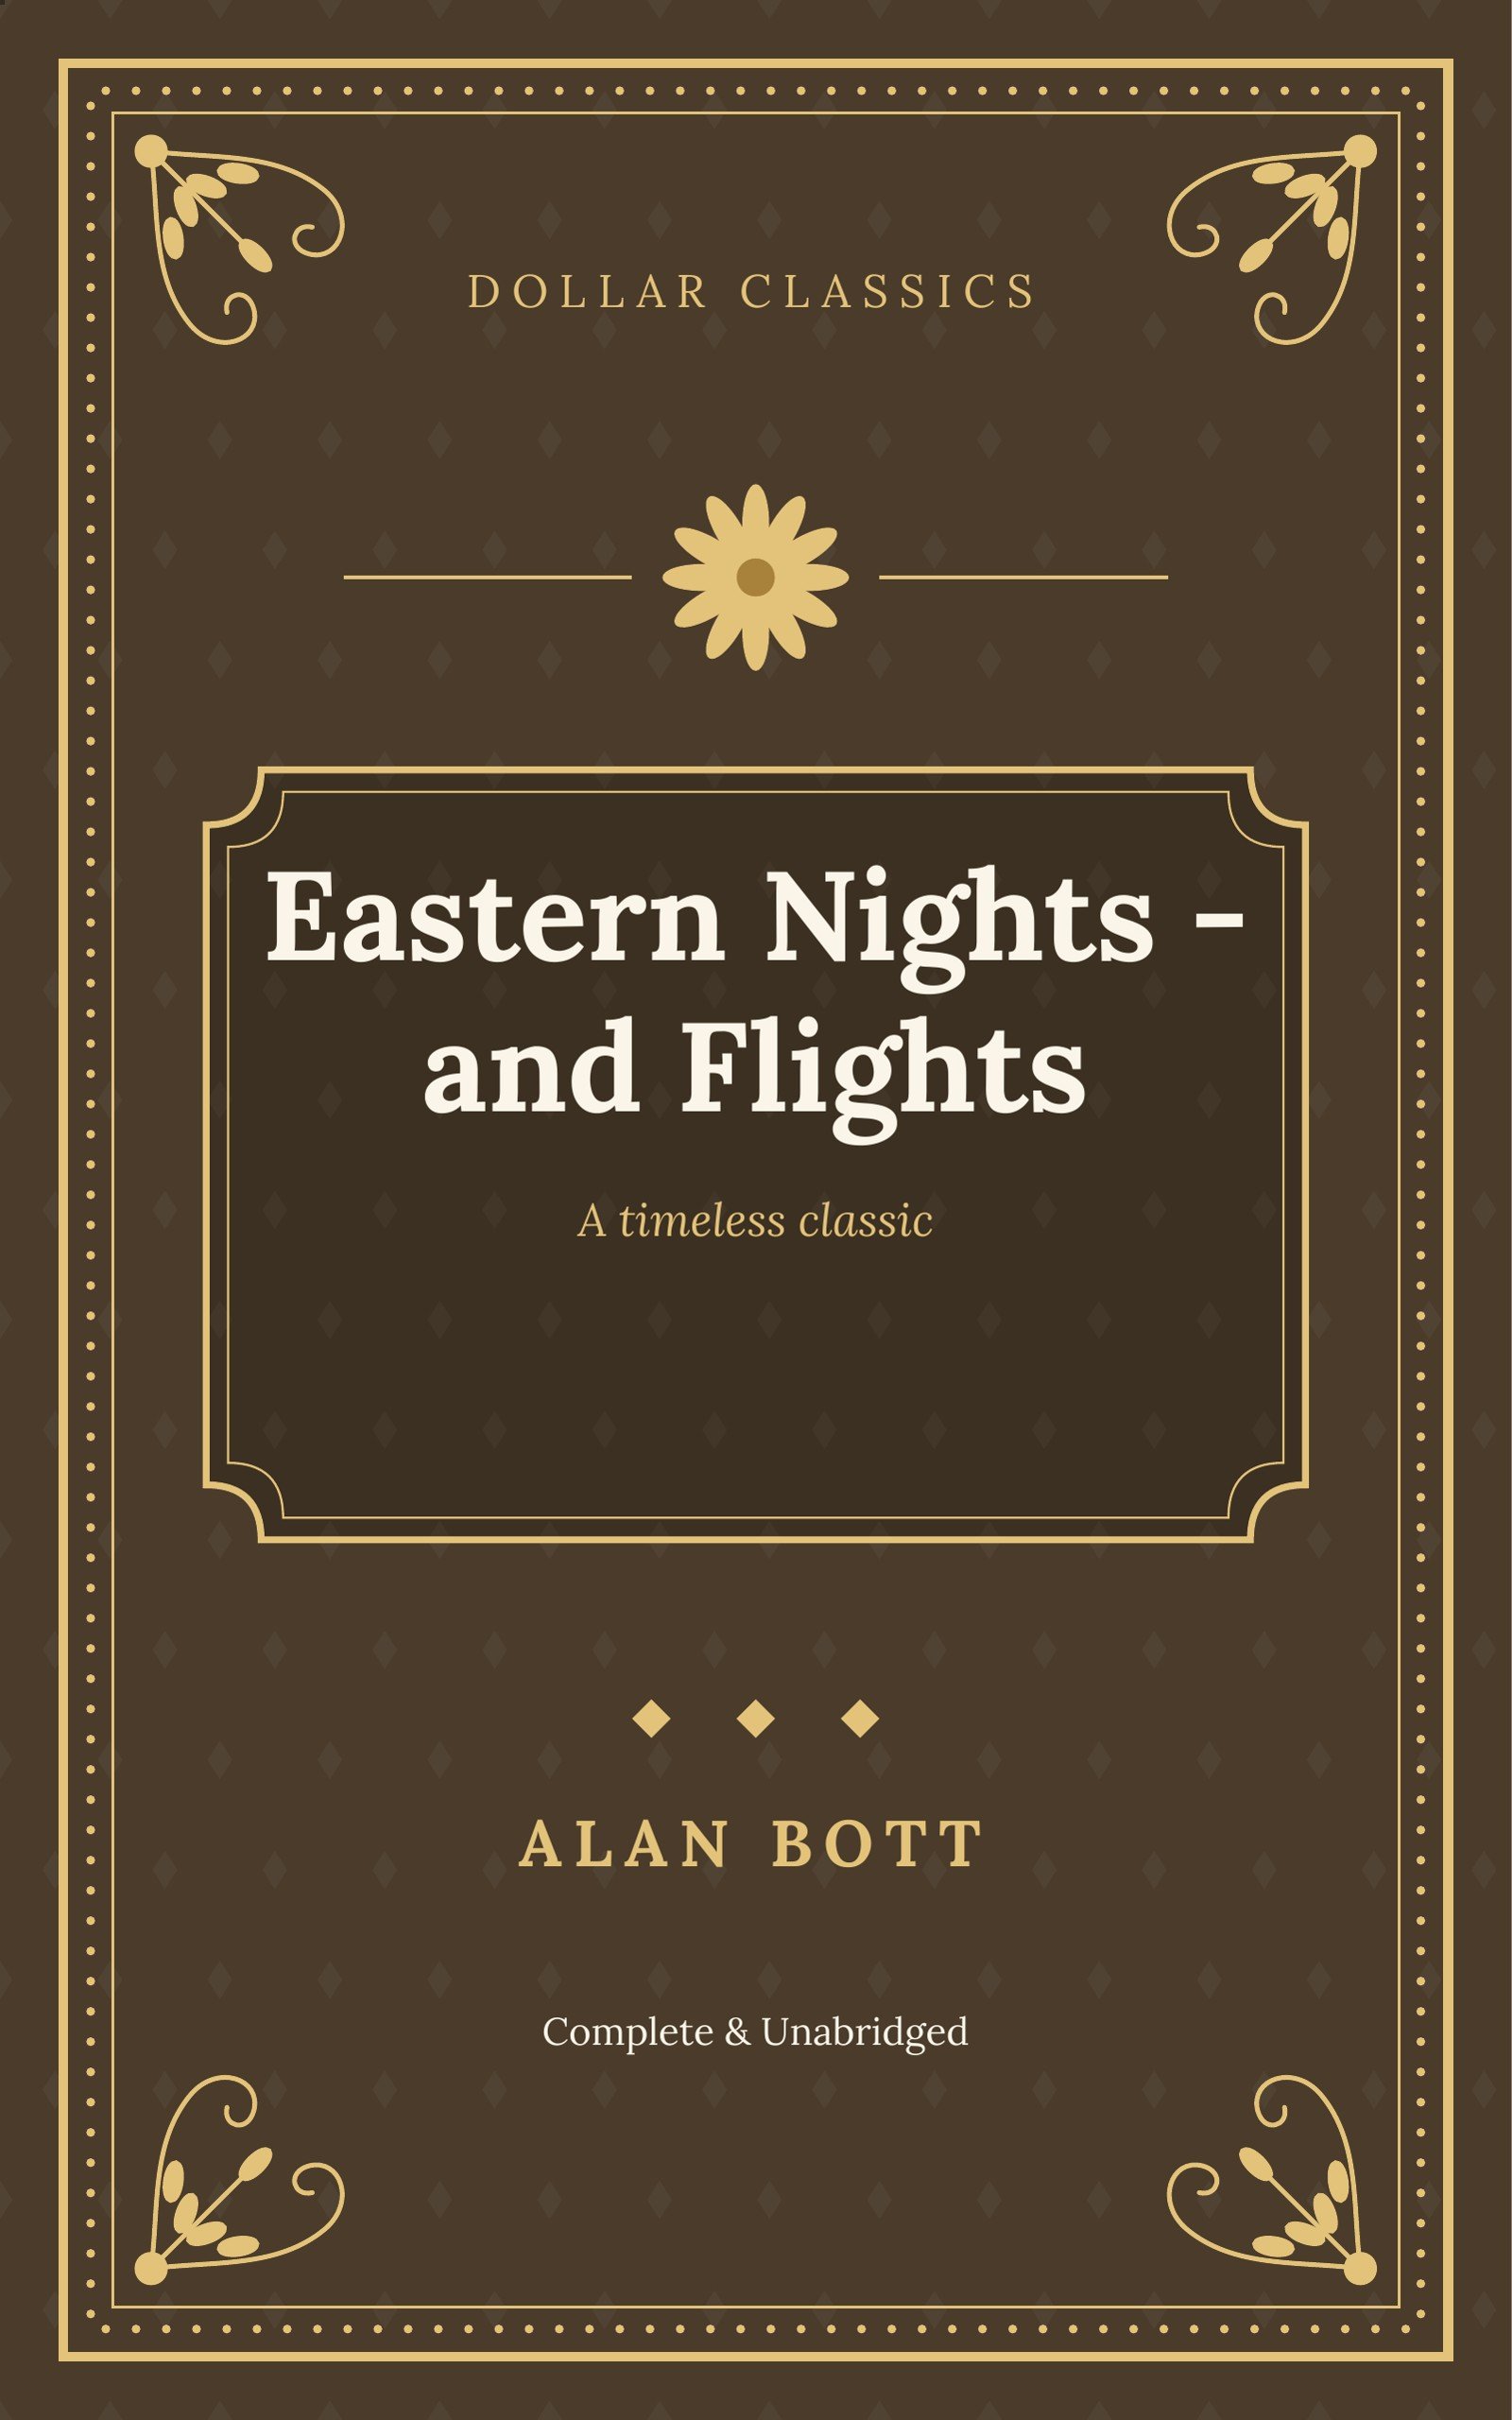 DOLLAR CLASSICS
Eastern Nights –
and Flights
A timeless classic
ALAN BOTT
Complete & Unabridged